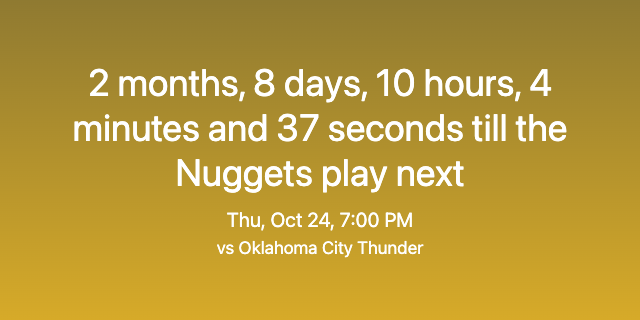 2 months, 8 days, 10 hours, 4
minutes and 37 seconds till the
Nuggets play next
Thu, Oct 24, 7:00 PM
vs Oklahoma City Thunder